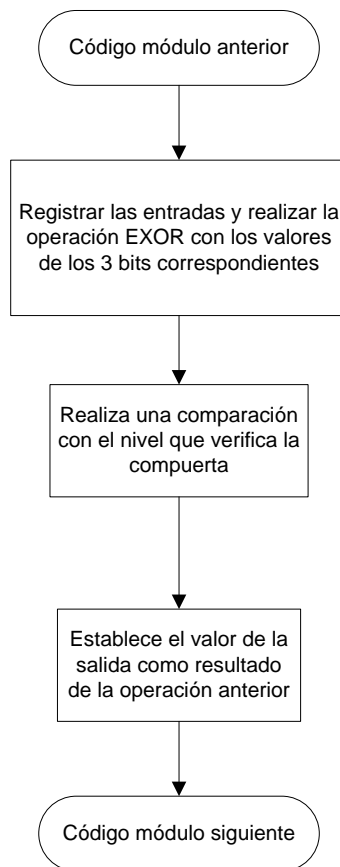 Código módulo anterior
Registrar las entradas y realizar la
operación EXOR con los valores
de los 3 bits correspondientes
Realiza una comparación
con el nivel que verifica la
compuerta
Establece el valor de la
salida como resultado
de la operación anterior
Código módulo siguiente